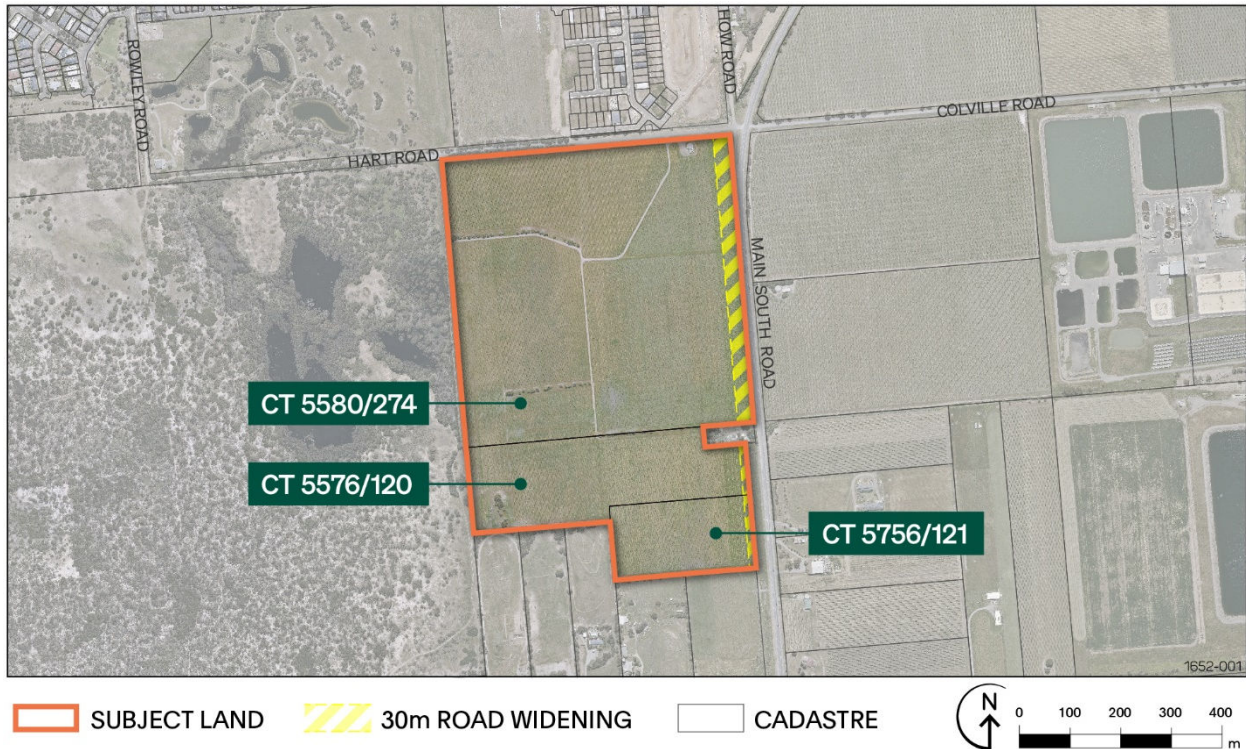 ROWLEY ROAD
HOW ROAD
COLVILLE ROAD
HART ROAD
MAIN SOUTH ROAD
CT 5580/274
CT 5576/120
CT 5756/121
1652-001
SUBJECT LAND
30m ROAD WIDENING
CADASTRE
N
0 100 200 300 400
m